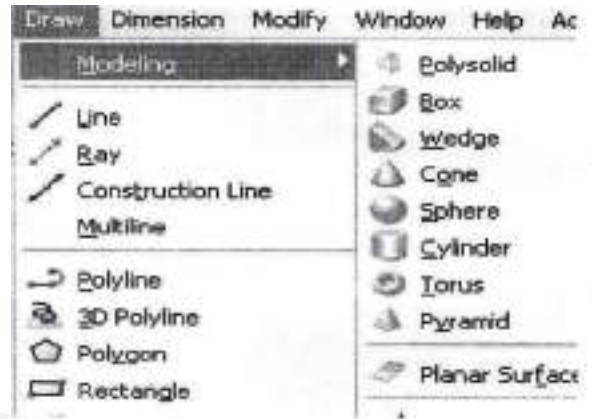 Draw Dimension Modify Window Help Ac
Modeling
Line
Ray
Construction Line
Multiline
Polyline
3D Polyline
Polygon
Rectangle
Polysolid
Box
Wedge
Cone
Sphere
Cylinder
Torus
Pyramid
Planar Surface